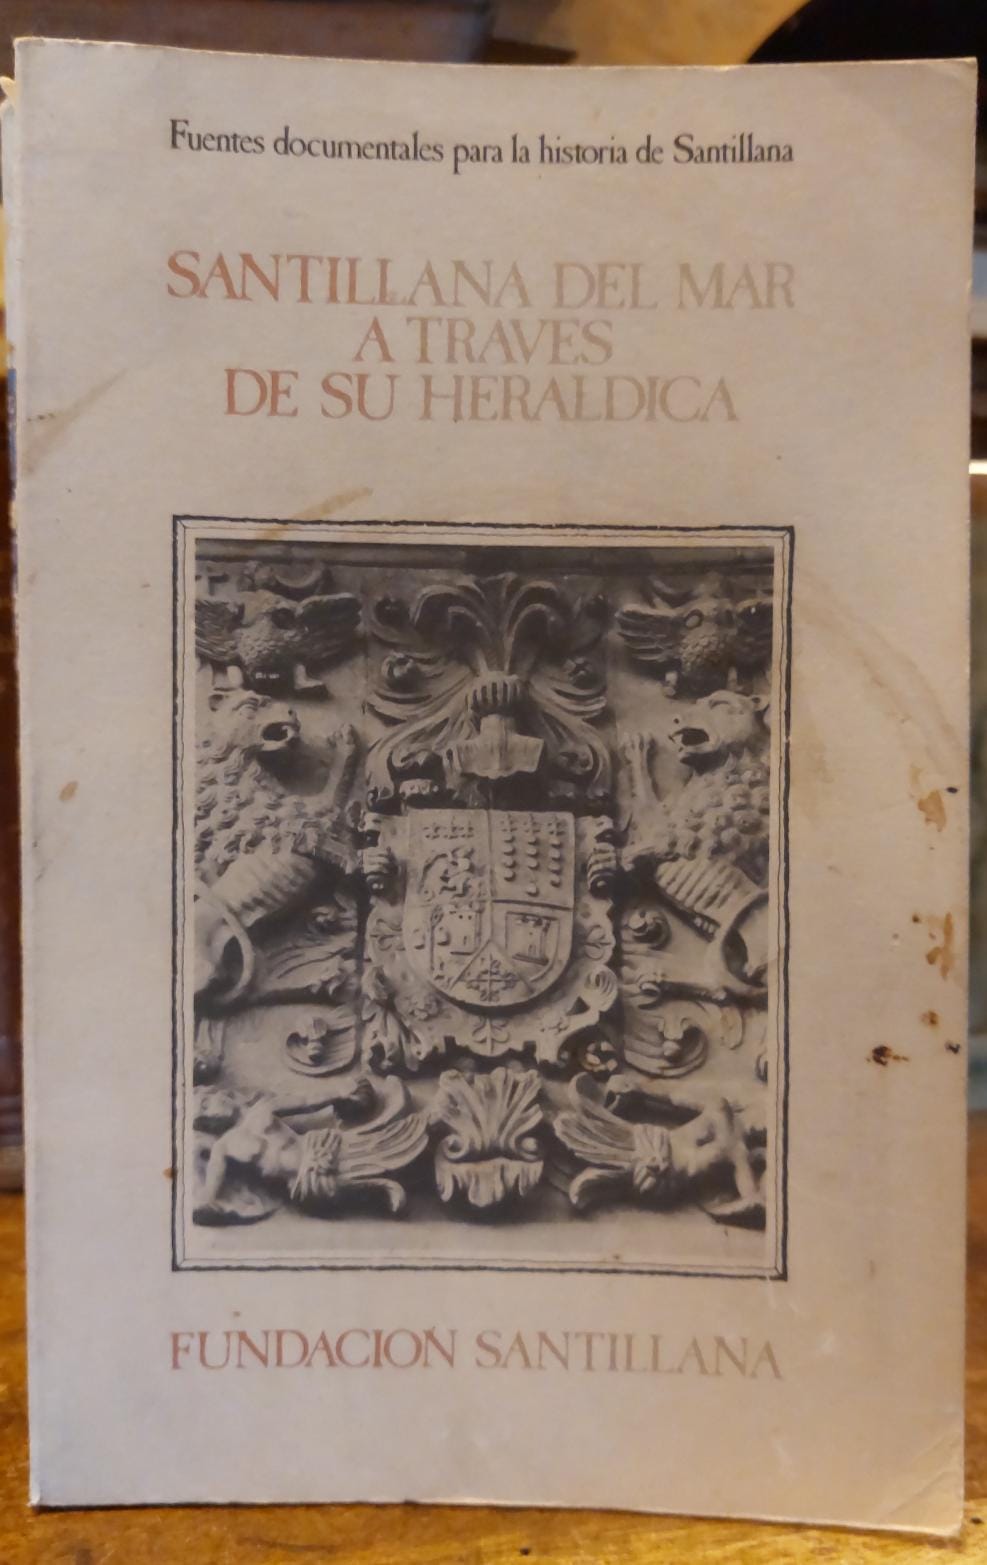 Fuentes documentales para la historia de Santillana
SANTILLANA DEL MAR
A TRAVES
DE SU HERALDICA
FUNDACION SANTILLANA